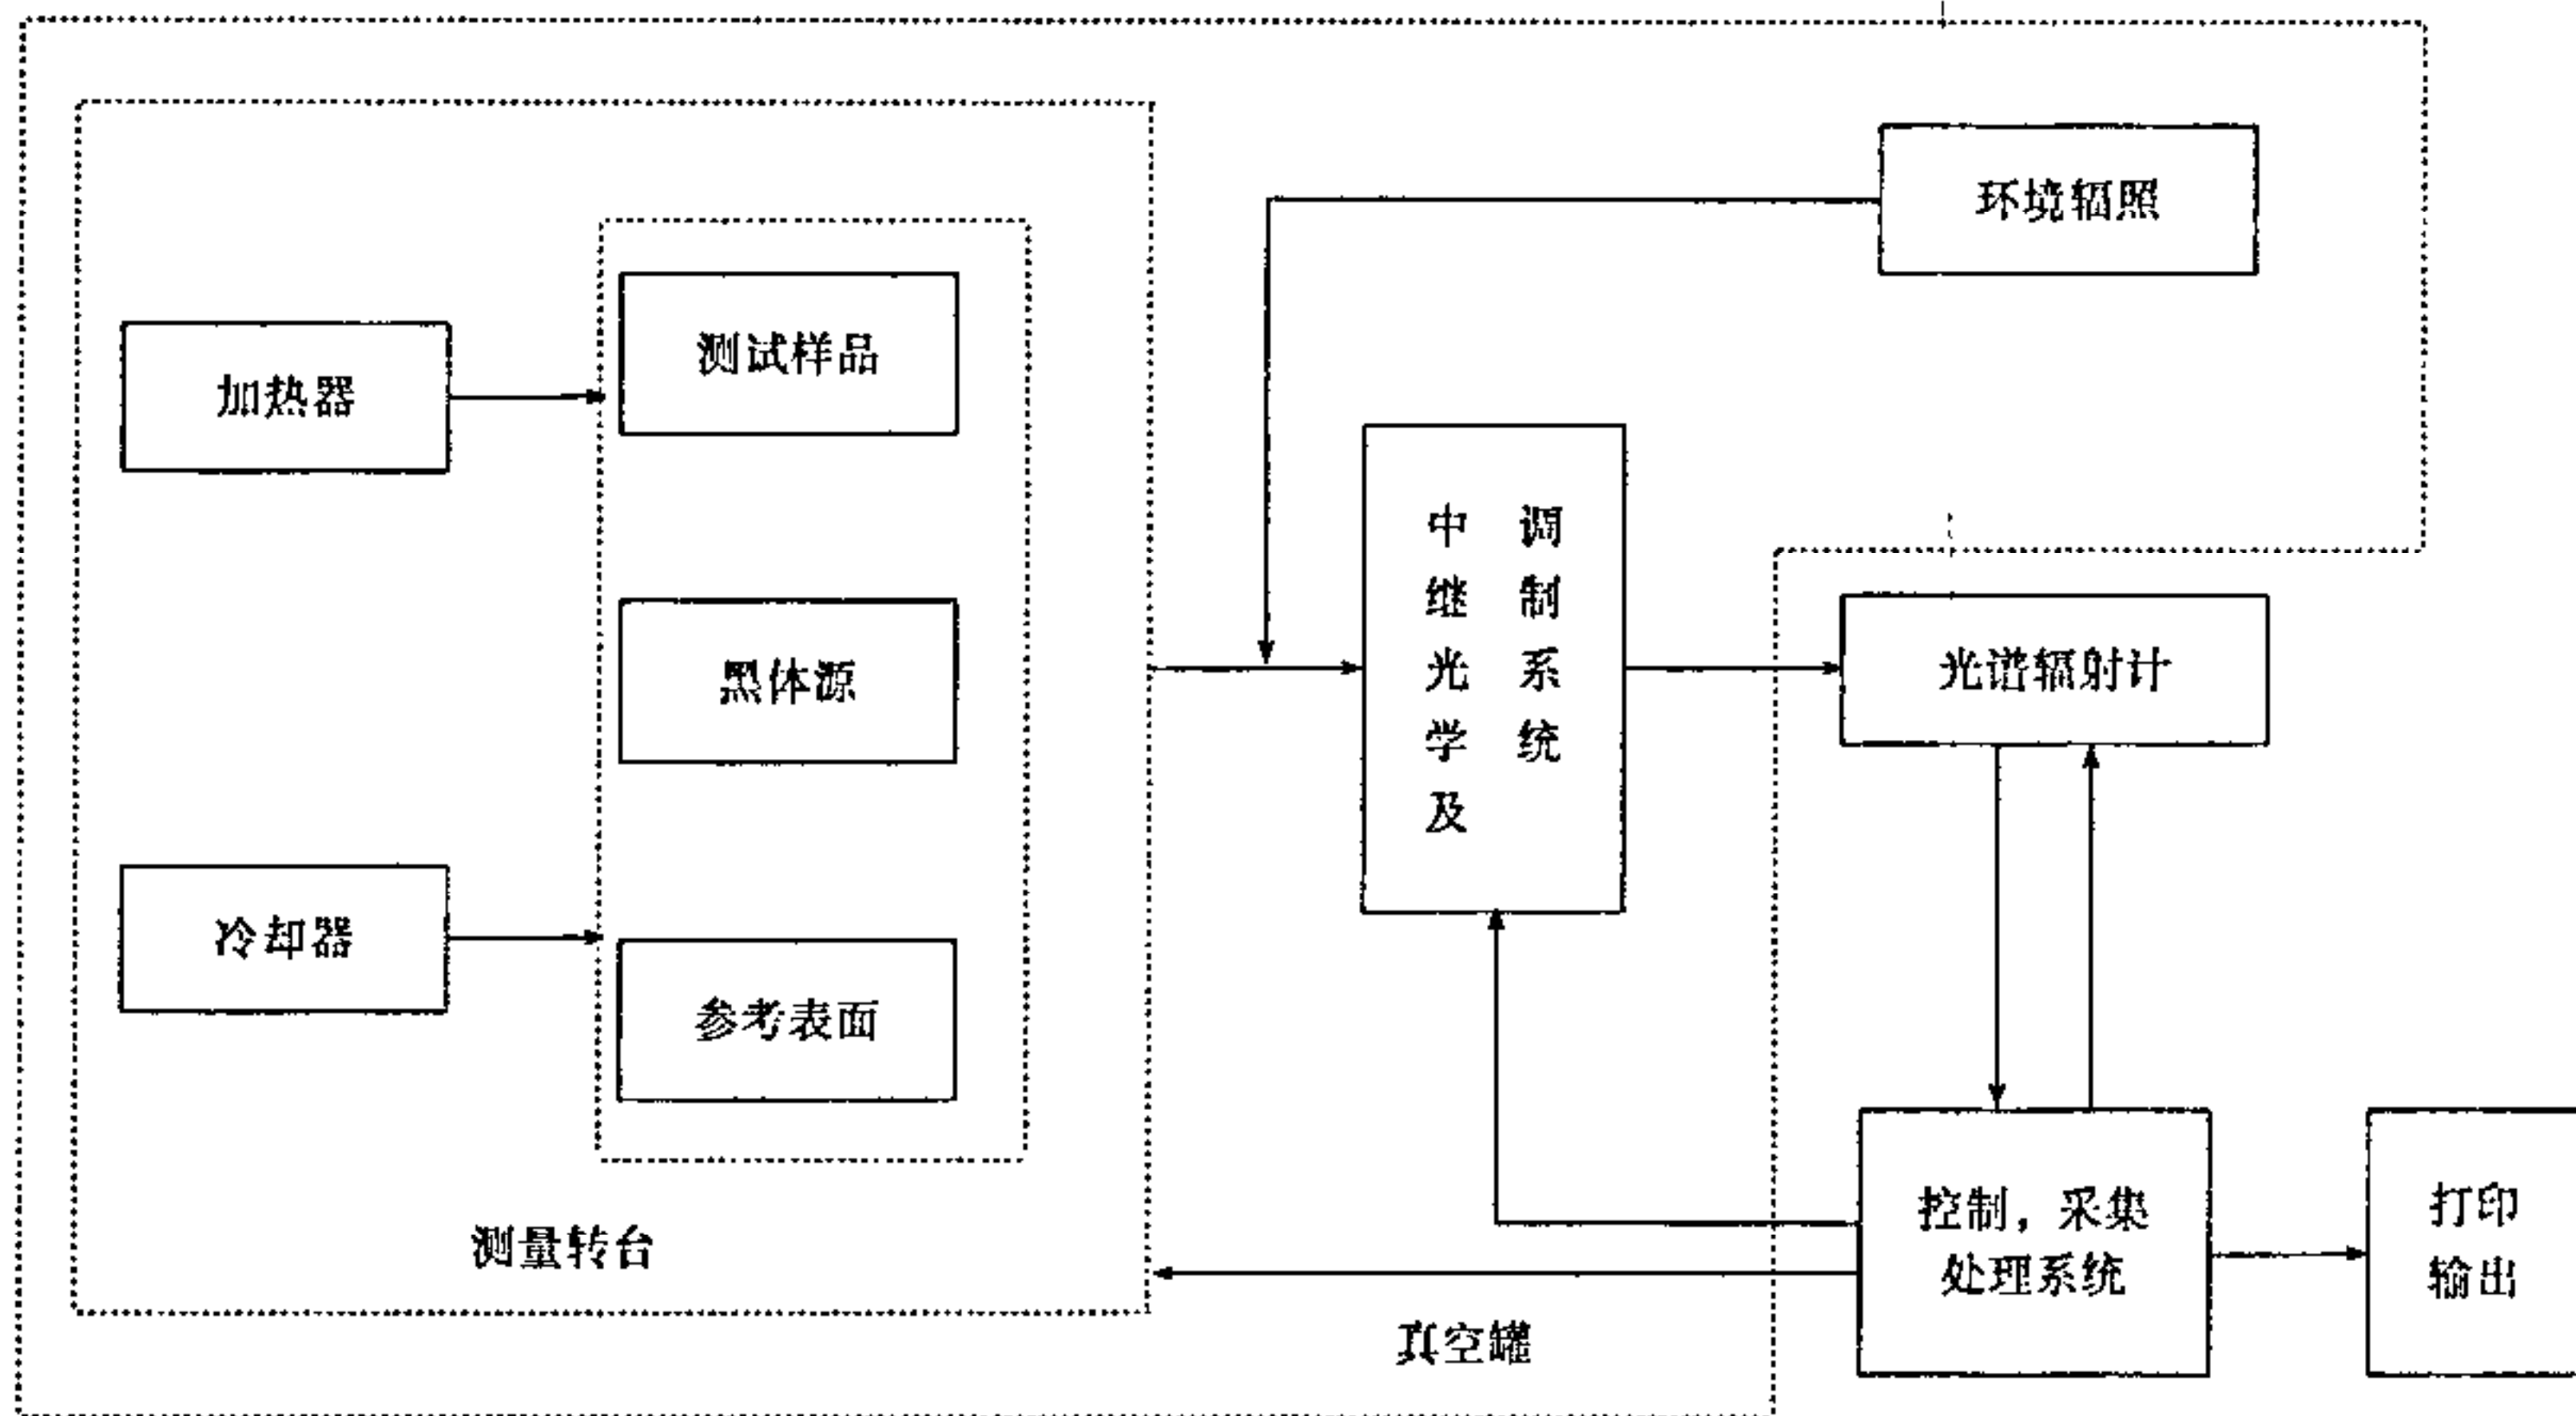 环境辐照
测试样品
加热器
中继光学及
调制系统
黑体源
光谱辐射计
冷却器
参考表面
控制，采集
处理系统
打印
输出
测量转台
真空罐